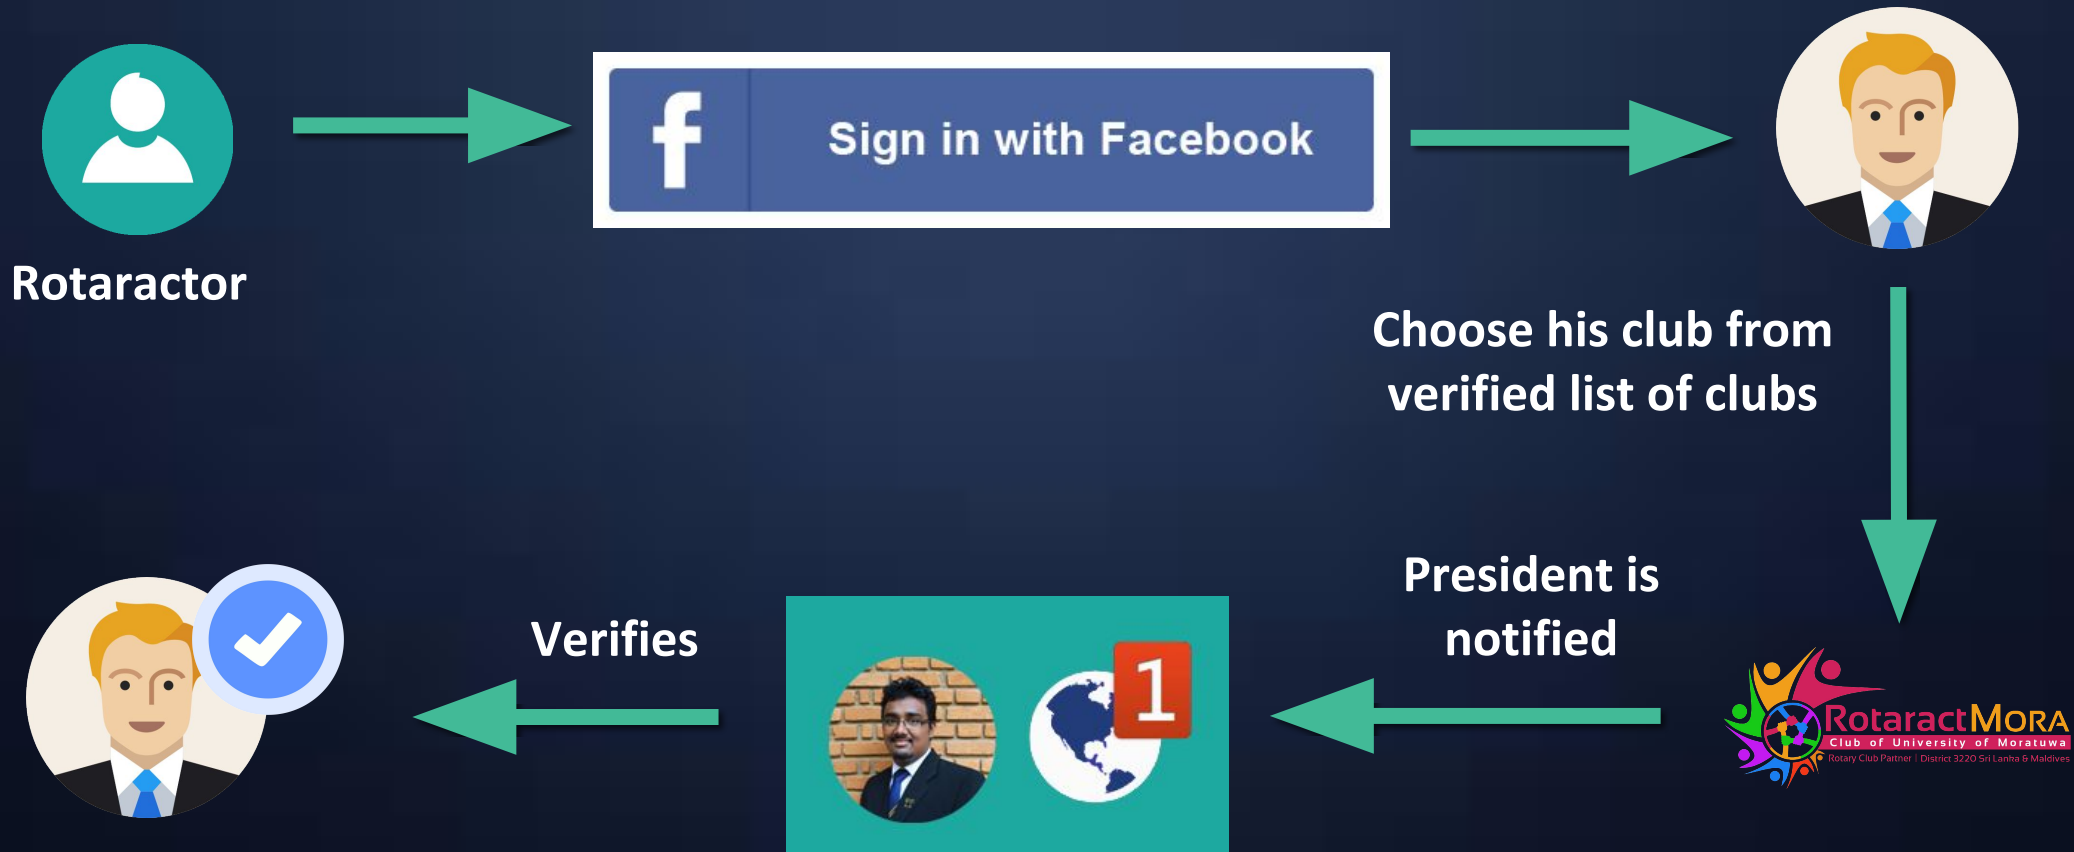 f
Sign in with Facebook
Rotaractor
Choose his club from
verified list of clubs
President is
notified
Verifies
1
RotaractMORA
Club of University of Moratuwa
Rotary Club Partner | District 3220 Sri Lanka & Maldives